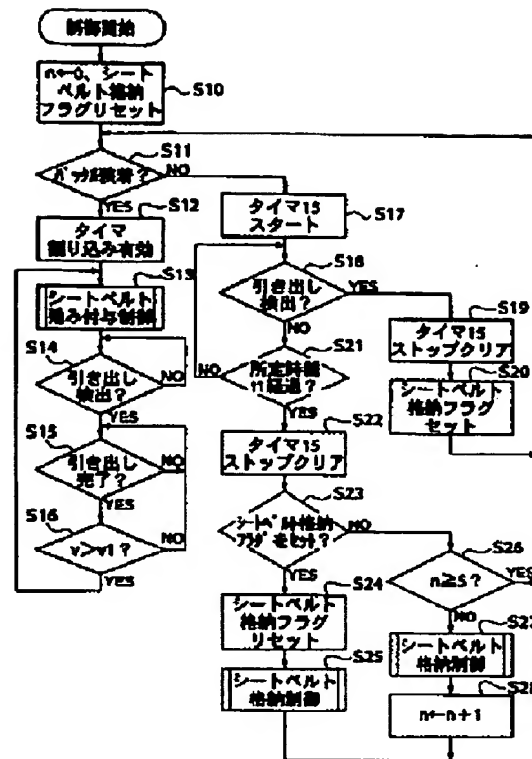 制御開始
n←0、シート
ベルト格納
フラグリセット
S10
S11
バックル装着？
NO
YES
S12
タイマ
割り込み有効
S13
シートベルト
弛み付与制御
S14
引き出し
検出？
NO
YES
S15
引き出し
完了？
NO
YES
S16
v>v1？
NO
YES
S17
タイマ15
スタート
S18
引き出し
検出？
YES
NO
S19
タイマ15
ストップクリア
S20
シートベルト
格納フラグ
セット
S21
所定時間
t1経過？
NO
YES
S22
タイマ15
ストップクリア
S23
シートベルト格納
フラグをセット？
NO
YES
S24
シートベルト
格納フラグ
リセット
S25
シートベルト
格納制御
S26
n≧5？
YES
NO
S27
シートベルト
格納制御
S28
n←n+1